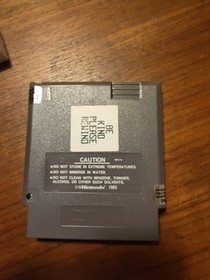 BE
KIND
PLEASE
REWIND
CAUTION
•DO NOT STORE IN EXTREME TEMPERATURES.
•DO NOT IMMERSE IN WATER.
•DO NOT CLEAN WITH BENZENE, THINNER,
ALCOHOL OR OTHER SUCH SOLVENTS.
©Nintendo 1985